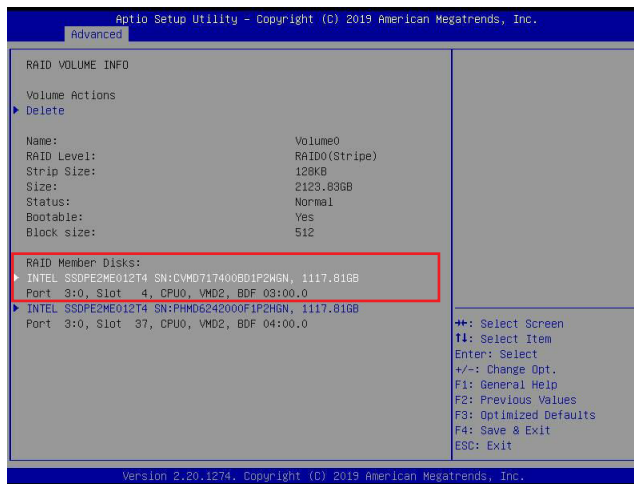 Aptio Setup Utility – Copyright (C) 2019 American Megatrends, Inc.
Advanced
RAID VOLUME INFO
Volume Actions
Delete
Name: Volume0
RAID Level: RAID0(Stripe)
Strip Size: 128KB
Size: 2123.83GB
Status: Normal
Bootable: Yes
Block size: 512
RAID Member Disks:
INTEL SSDPE2ME012T4 SN:CVMD717400BD1P2WGN, 1117.81GB
Port 3:0, Slot 4, CPU0, VMD2, BDF 03:00.0
INTEL SSDPE2ME012T4 SN:PHMD6242000F1P2HGN, 1117.81GB
Port 3:0, Slot 37, CPU0, VMD2, BDF 04:00.0
→←: Select Screen
↑↓: Select Item
Enter: Select
+/-: Change Opt.
F1: General Help
F2: Previous Values
F3: Optimized Defaults
F4: Save & Exit
ESC: Exit
Version 2.20.1274. Copyright (C) 2019 American Megatrends, Inc.